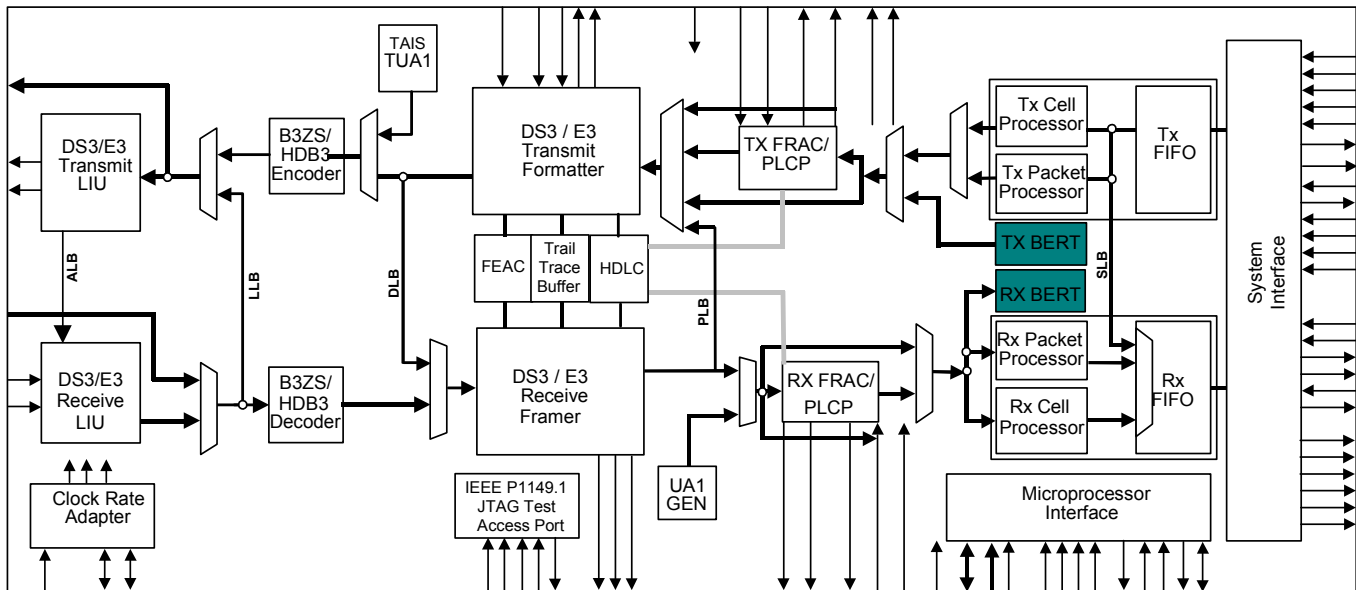 TAIS
TUA1
DS3/E3
Transmit
LIU
B3ZS/
HDB3
Encoder
DS3 / E3
Transmit
Formatter
TX FRAC/
PLCP
Tx Cell
Processor
Tx Packet
Processor
Tx
FIFO
TX BERT
RX BERT
ALB
LLB
DLB
FEAC
Trail
Trace
Buffer
HDLC
PLB
SLB
System
Interface
DS3/E3
Receive
LIU
B3ZS/
HDB3
Decoder
DS3 / E3
Receive
Framer
RX FRAC/
PLCP
Rx Packet
Processor
Rx Cell
Processor
Rx
FIFO
Clock Rate
Adapter
IEEE P1149.1
JTAG Test
Access Port
UA1
GEN
Microprocessor
Interface